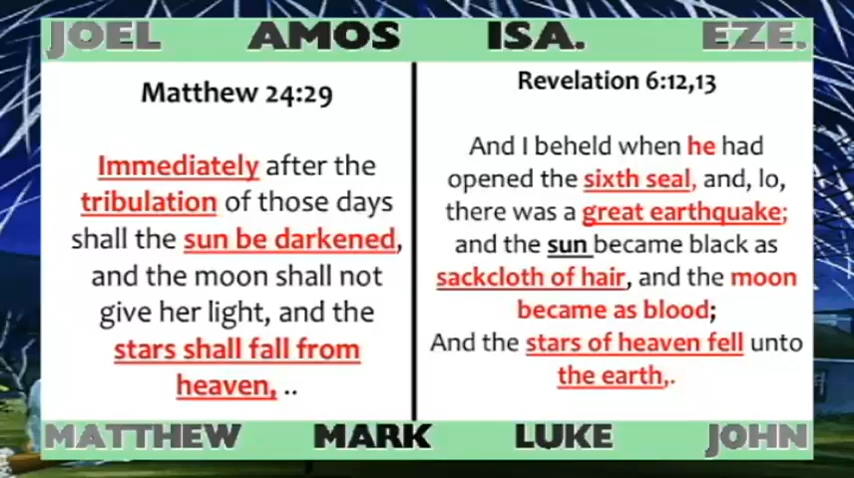 JOEL AMOS ISA. EZE.
Matthew 24:29
Immediately after the
tribulation of those days
shall the sun be darkened,
and the moon shall not
give her light, and the
stars shall fall from
heaven, ..
Revelation 6:12,13
And I beheld when he had
opened the sixth seal, and, lo,
there was a great earthquake;
and the sun became black as
sackcloth of hair, and the moon
became as blood;
And the stars of heaven fell unto
the earth,.
MATTHEW MARK LUKE JOHN